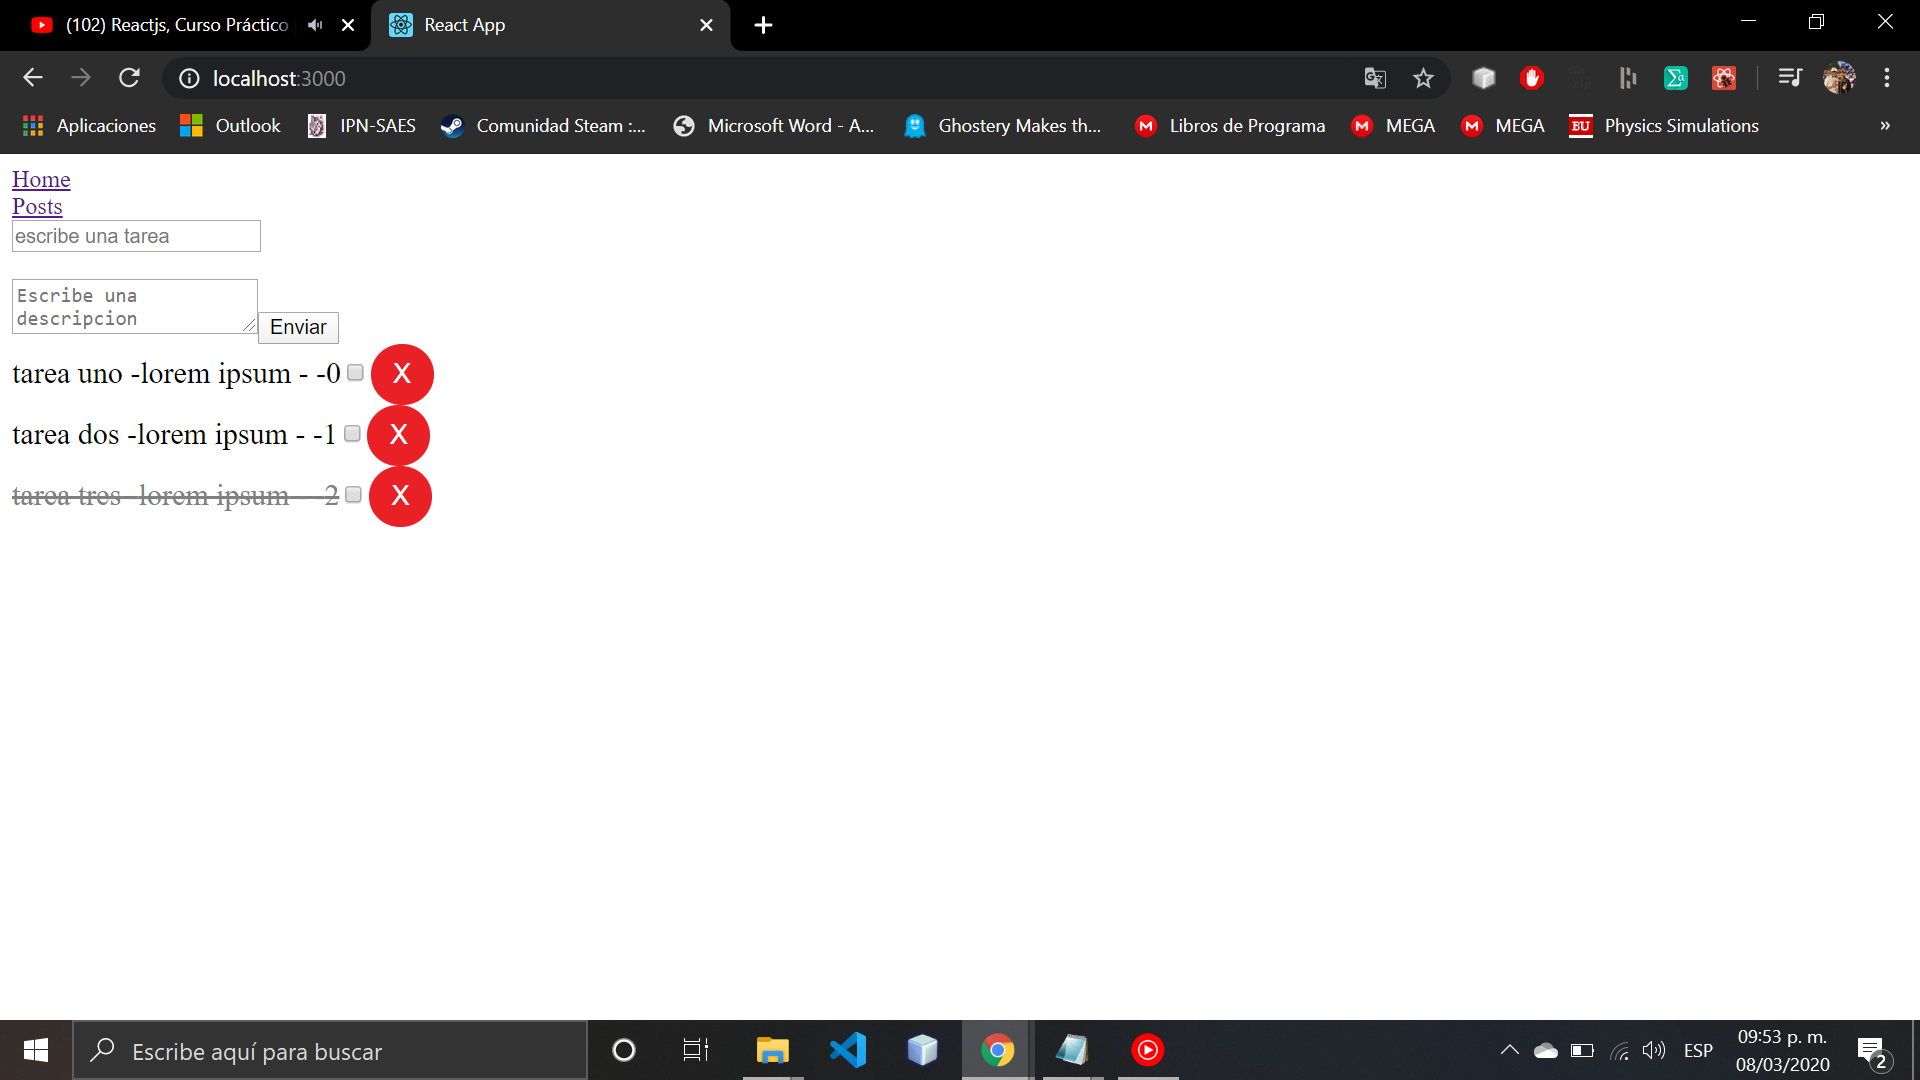 (102) Reactjs, Curso Práctico
React App
localhost:3000
Aplicaciones
Outlook
IPN-SAES
Comunidad Steam :...
Microsoft Word - A...
Ghostery Makes th...
M Libros de Programa
M MEGA
M MEGA
BU Physics Simulations
»
Home
Posts
escribe una tarea
Escribe una
descripcion
Enviar
tarea uno -lorem ipsum - -0 X
tarea dos -lorem ipsum - -1 X
tarea tres -lorem ipsum - -2 X
Escribe aquí para buscar
ESP
09:53 p. m.
08/03/2020
2